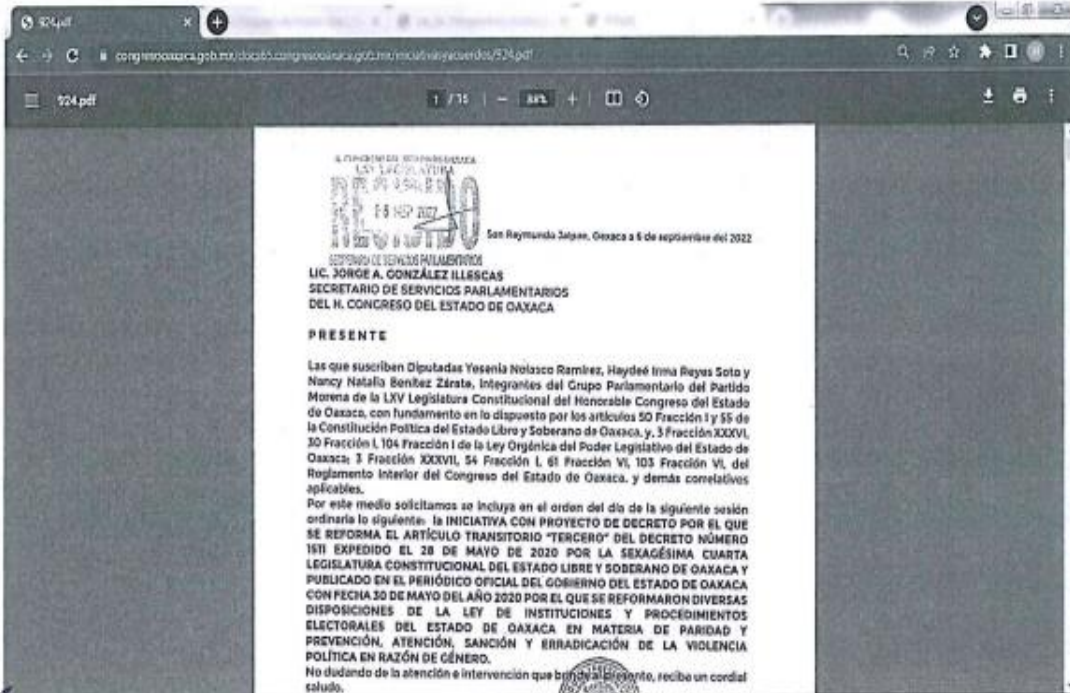 924.pdf
924.pdf
1 / 15
San Raymundo Jalpan, Oaxaca a 6 de septiembre del 2022
LIC. JORGE A. GONZÁLEZ ILLESCAS
SECRETARIO DE SERVICIOS PARLAMENTARIOS
DEL H. CONGRESO DEL ESTADO DE OAXACA
PRESENTE
Las que suscriben Diputadas Yesenia Nolasco Ramírez, Haydeé Irma Reyes Soto y
Nancy Natalia Benítez Zárate, integrantes del Grupo Parlamentario del Partido
Morena de la LXV Legislatura Constitucional del Honorable Congreso del Estado
de Oaxaca, con fundamento en lo dispuesto por los artículos 50 Fracción I y 55 de
la Constitución Política del Estado Libre y Soberano de Oaxaca, y, 3 Fracción XXXVI,
30 Fracción I, 104 Fracción I de la Ley Orgánica del Poder Legislativo del Estado de
Oaxaca; 3 Fracción XXXVII, 54 Fracción I, 61 Fracción VI, 103 Fracción VI, del
Reglamento Interior del Congreso del Estado de Oaxaca, y demás correlativos
aplicables.
Por este medio solicitamos se incluya en el orden del día de la siguiente sesión
ordinaria lo siguiente: la INICIATIVA CON PROYECTO DE DECRETO POR EL QUE
SE REFORMA EL ARTÍCULO TRANSITORIO "TERCERO" DEL DECRETO NÚMERO
1511 EXPEDIDO EL 28 DE MAYO DE 2020 POR LA SEXAGÉSIMA CUARTA
LEGISLATURA CONSTITUCIONAL DEL ESTADO LIBRE Y SOBERANO DE OAXACA Y
PUBLICADO EN EL PERIÓDICO OFICIAL DEL GOBIERNO DEL ESTADO DE OAXACA
CON FECHA 30 DE MAYO DEL AÑO 2020 POR EL QUE SE REFORMARON DIVERSAS
DISPOSICIONES DE LA LEY DE INSTITUCIONES Y PROCEDIMIENTOS
ELECTORALES DEL ESTADO DE OAXACA EN MATERIA DE PARIDAD Y
PREVENCIÓN, ATENCIÓN, SANCIÓN Y ERRADICACIÓN DE LA VIOLENCIA
POLÍTICA EN RAZÓN DE GÉNERO.
No dudando de la atención e intervención que al presente, reciba un cordial
saludo.